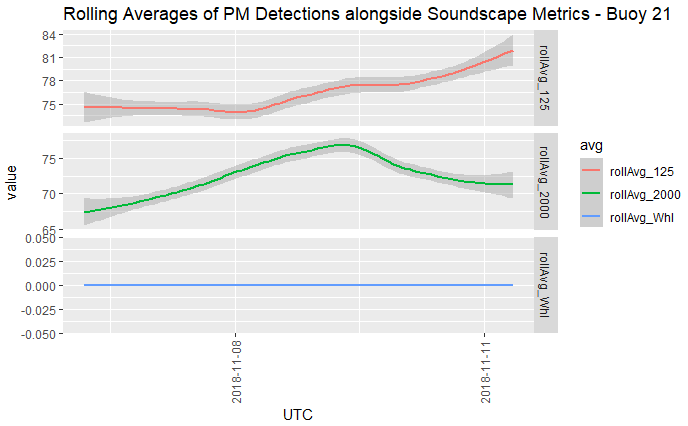 Rolling Averages of PM Detections alongside Soundscape Metrics - Buoy 21
value
84
81
78
75
rollAvg_125
75
70
65
rollAvg_2000
0.050
0.025
0.000
-0.025
-0.050
rollAvg_Whl
2018-11-08
2018-11-11
UTC
avg
rollAvg_125
rollAvg_2000
rollAvg_Whl